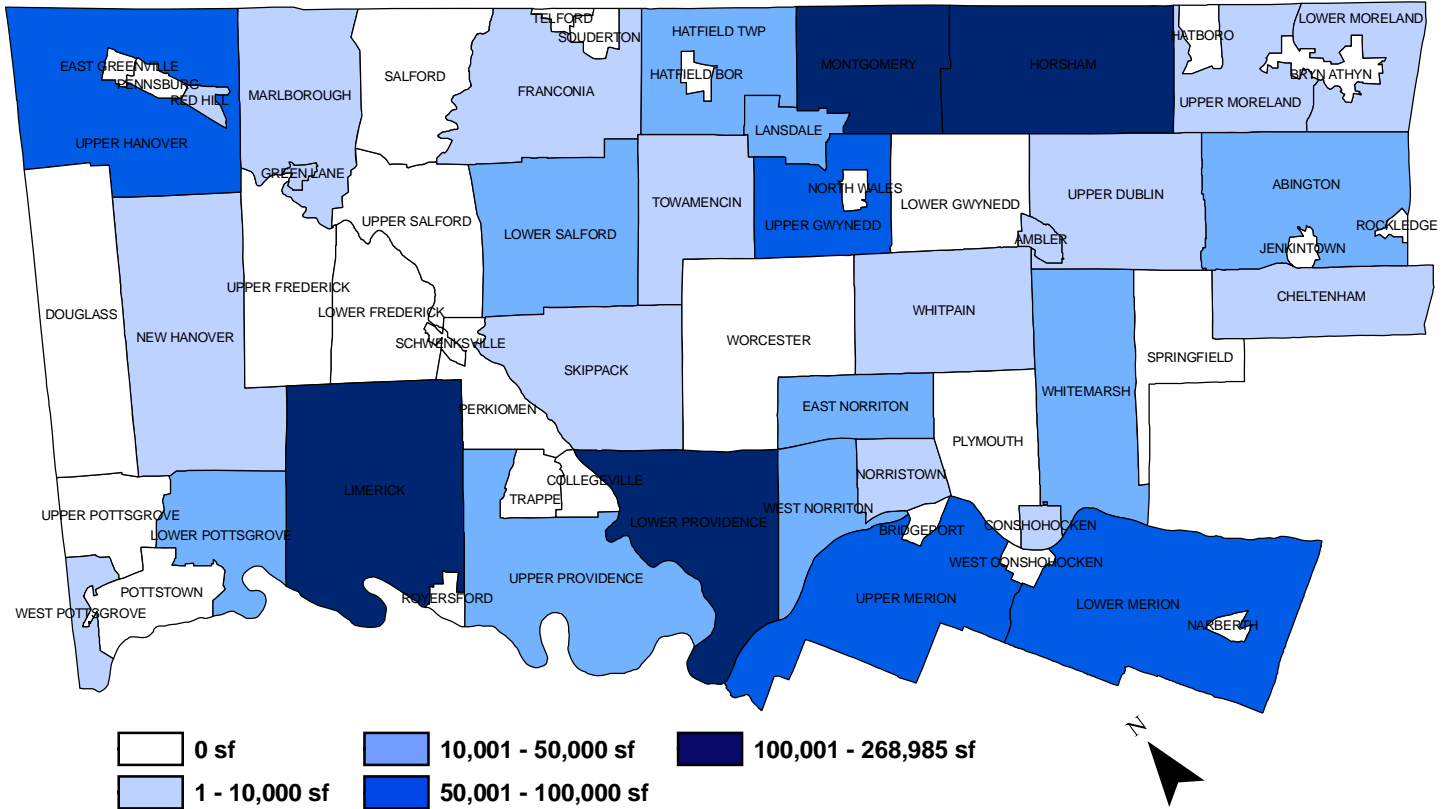 TELFORD
LOWER MORELAND
SOUDERTON
HATFIELD TWP
HATBORO
EAST GREENVILLE
PENNSBURG
RED HILL
MARLBOROUGH
SALFORD
FRANCONIA
HATFIELD BOR
MONTGOMERY
HORSHAM
BRYN ATHYN
UPPER MORELAND
UPPER HANOVER
LANSDALE
GREEN LANE
UPPER SALFORD
LOWER SALFORD
TOWAMENCIN
NORTH WALES
UPPER GWYNEDD
LOWER GWYNEDD
UPPER DUBLIN
ABINGTON
AMBLER
JENKINTOWN
ROCKLEDGE
DOUGLASS
NEW HANOVER
UPPER FREDERICK
LOWER FREDERICK
SCHWENKSVILLE
SKIPPACK
WORCESTER
WHITPAIN
CHELTENHAM
SPRINGFIELD
PERKIOMEN
EAST NORRITON
WHITEMARSH
PLYMOUTH
LIMERICK
TRAPPE
COLLEGEVILLE
LOWER PROVIDENCE
WEST NORRITON
NORRISTOWN
BRIDGEPORT
CONSHOHOCKEN
WEST CONSHOHOCKEN
UPPER POTTSGROVE
LOWER POTTSGROVE
POTTSTOWN
WEST POTTSGROVE
ROYERSFORD
UPPER PROVIDENCE
UPPER MERION
LOWER MERION
NARBERTH
N
0 sf
10,001 - 50,000 sf
100,001 - 268,985 sf
1 - 10,000 sf
50,001 - 100,000 sf